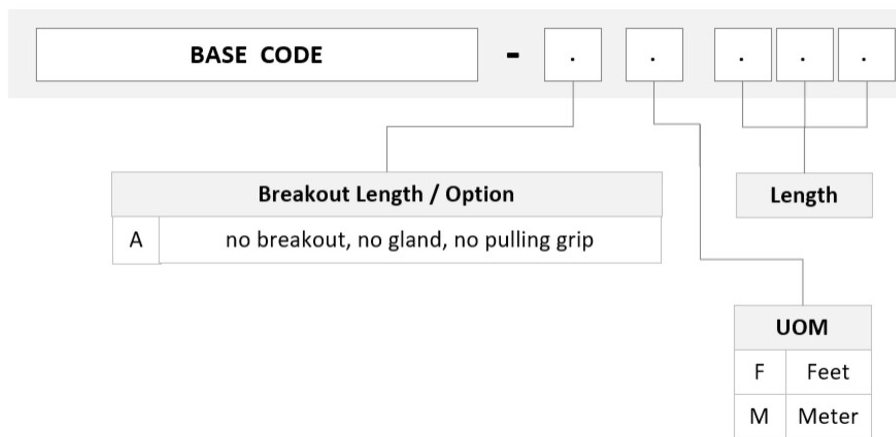 BASE CODE - . . . . .
Breakout Length / Option
A no breakout, no gland, no pulling grip
Length
UOM
F Feet
M Meter